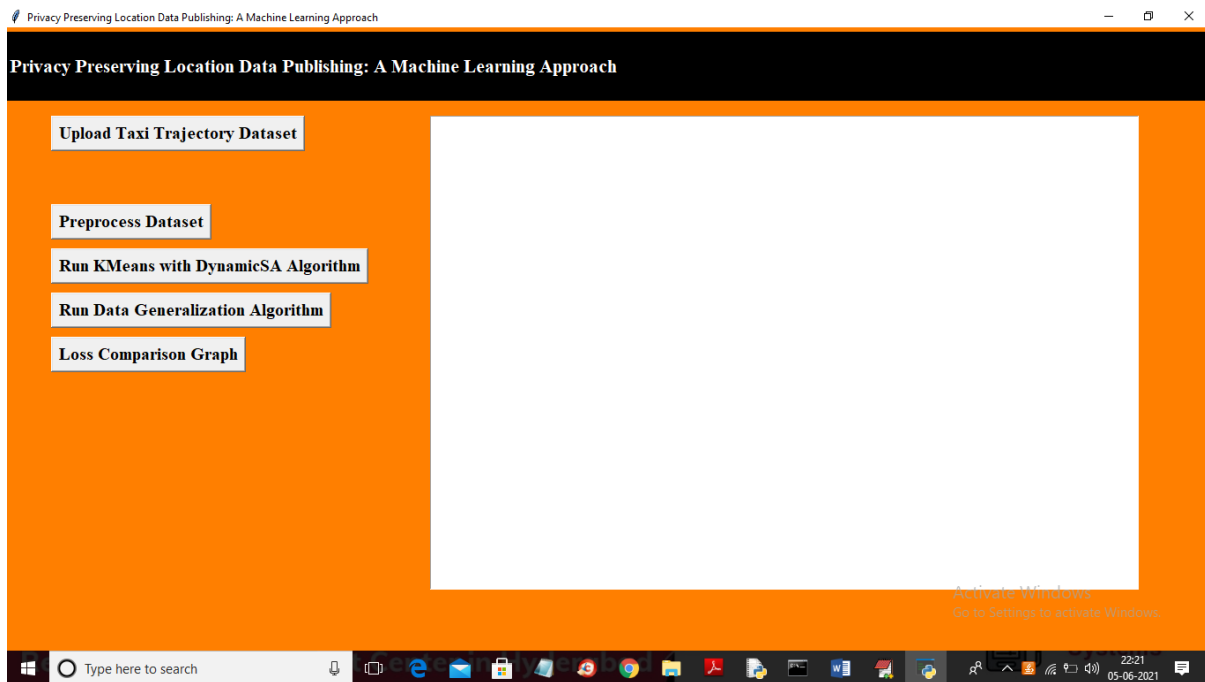 Privacy Preserving Location Data Publishing: A Machine Learning Approach
Privacy Preserving Location Data Publishing: A Machine Learning Approach
Upload Taxi Trajectory Dataset
Preprocess Dataset
Run KMeans with DynamicSA Algorithm
Run Data Generalization Algorithm
Loss Comparison Graph
Activate Windows
Go to Settings to activate Windows.
Type here to search
22:21
05-06-2021